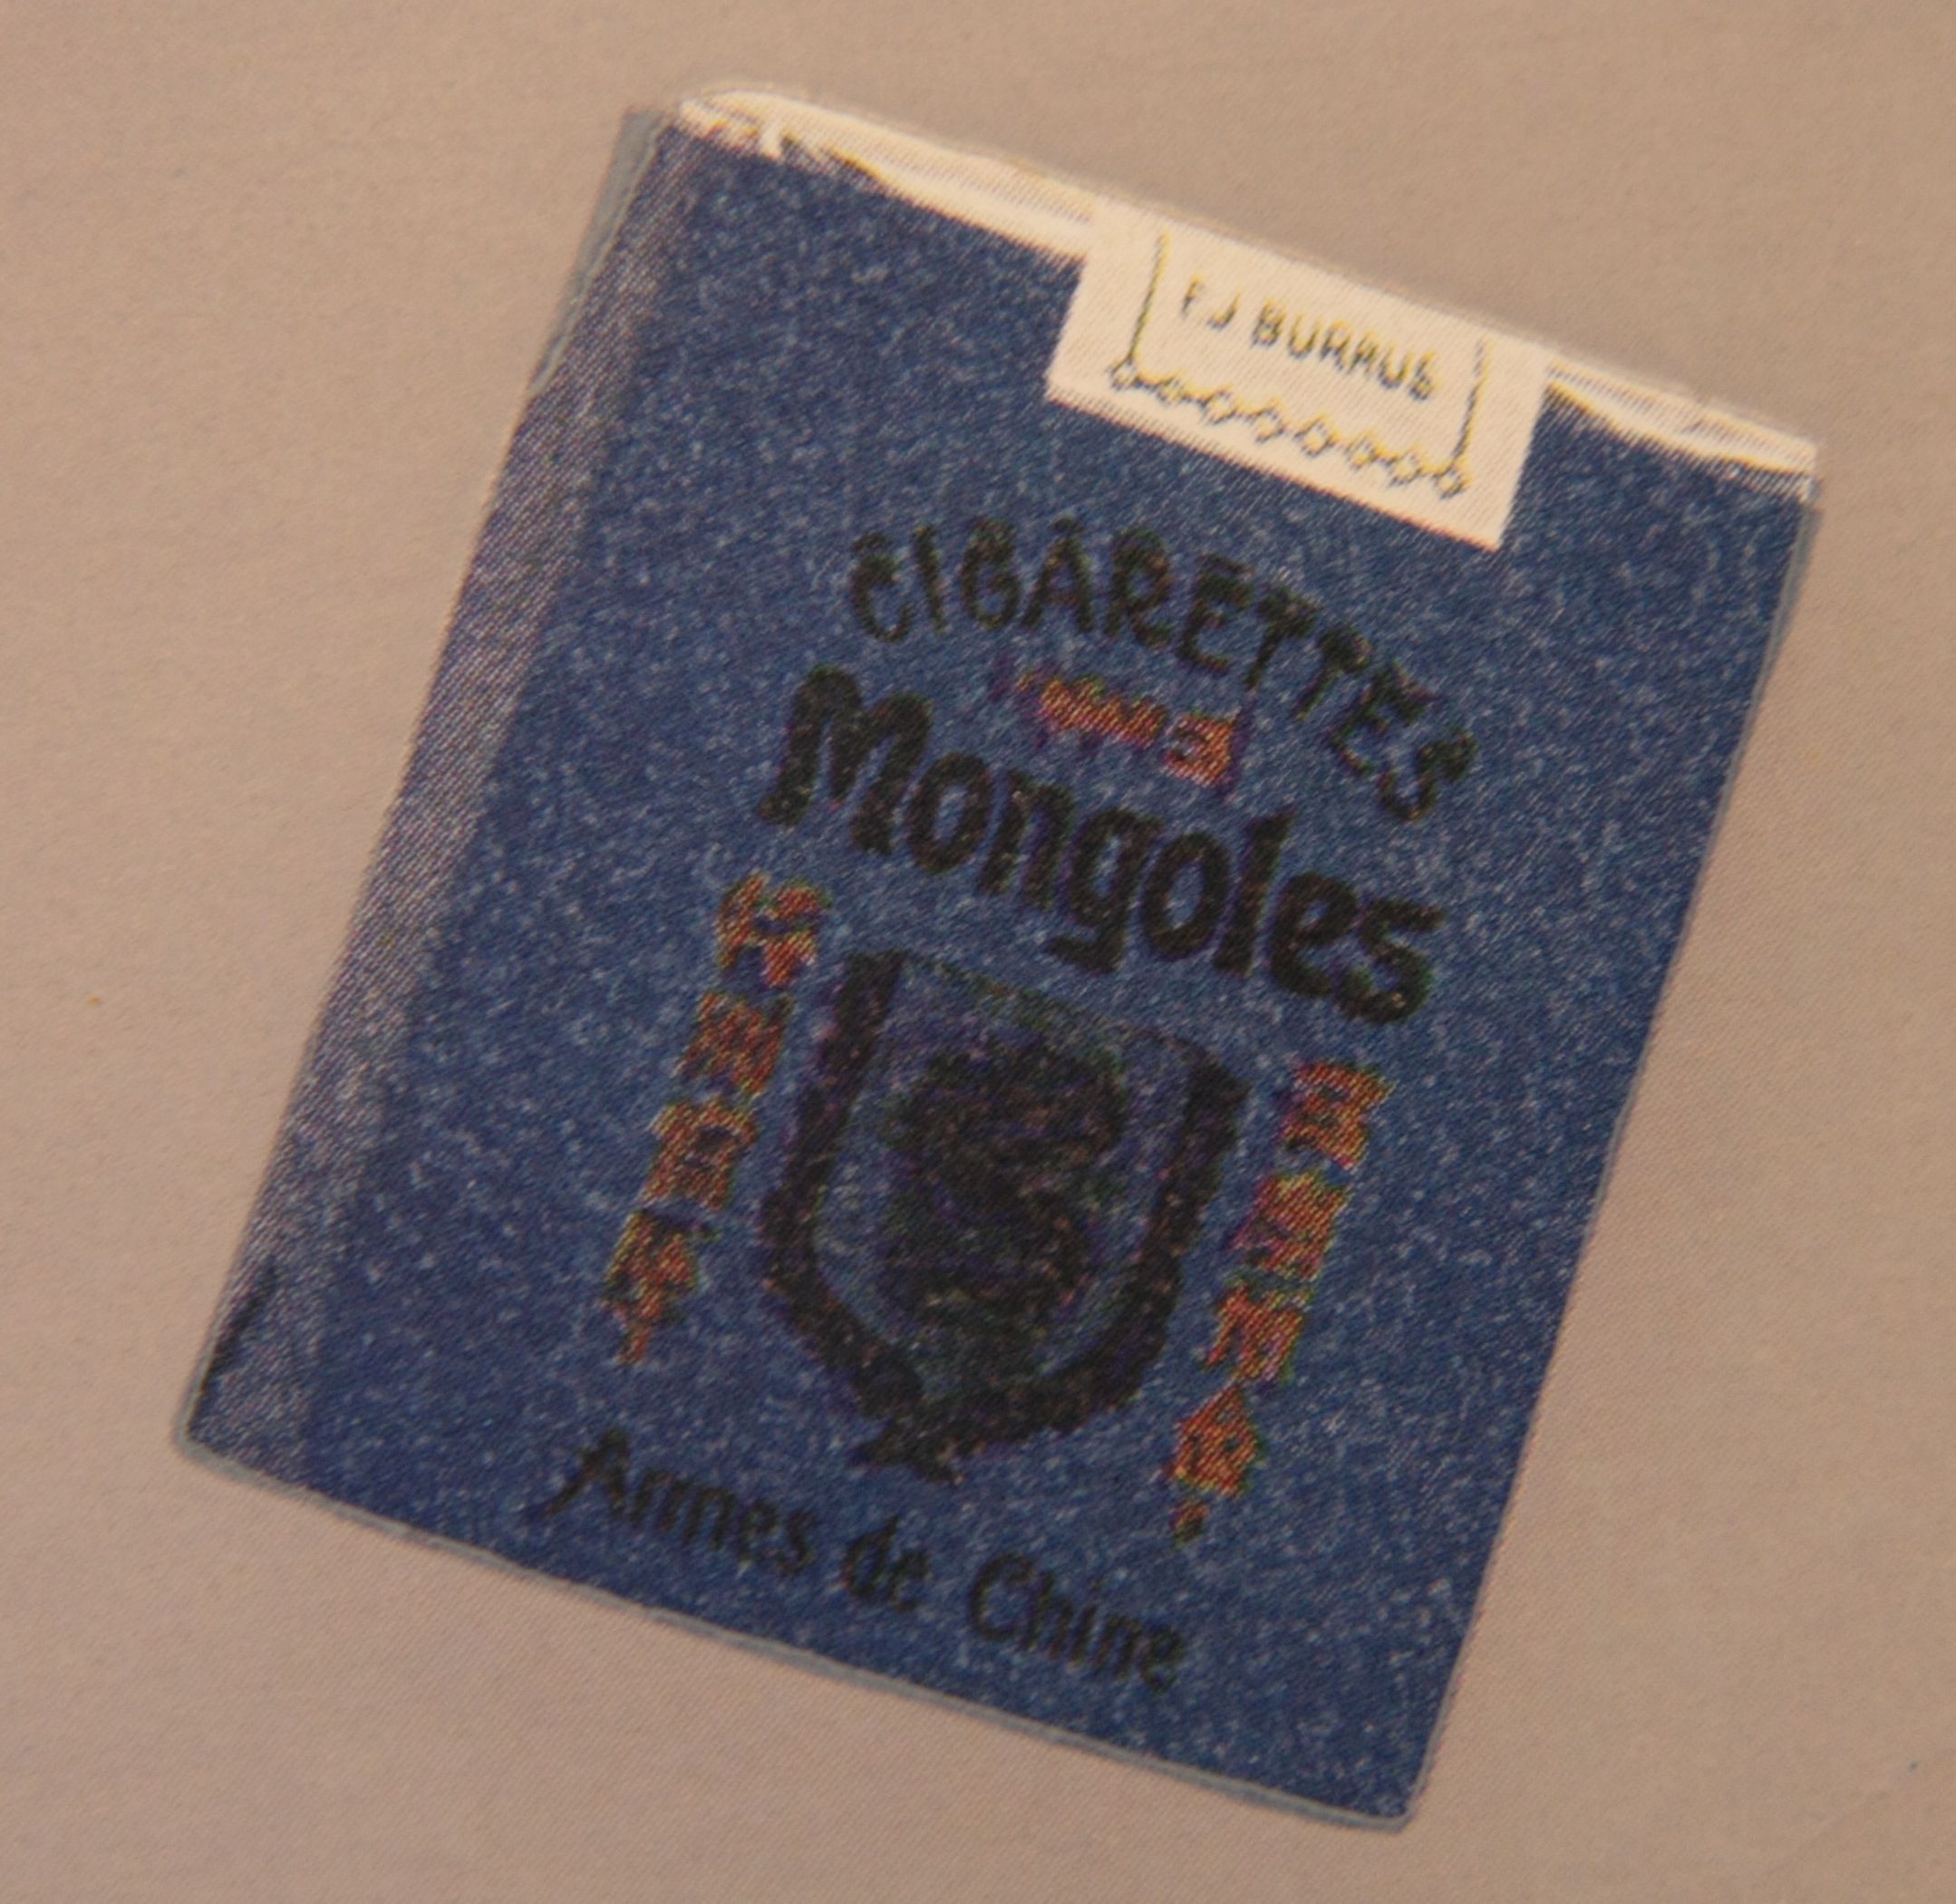 FJ BURRUS
CIGARETTES
Mongoles
Armes de Chine